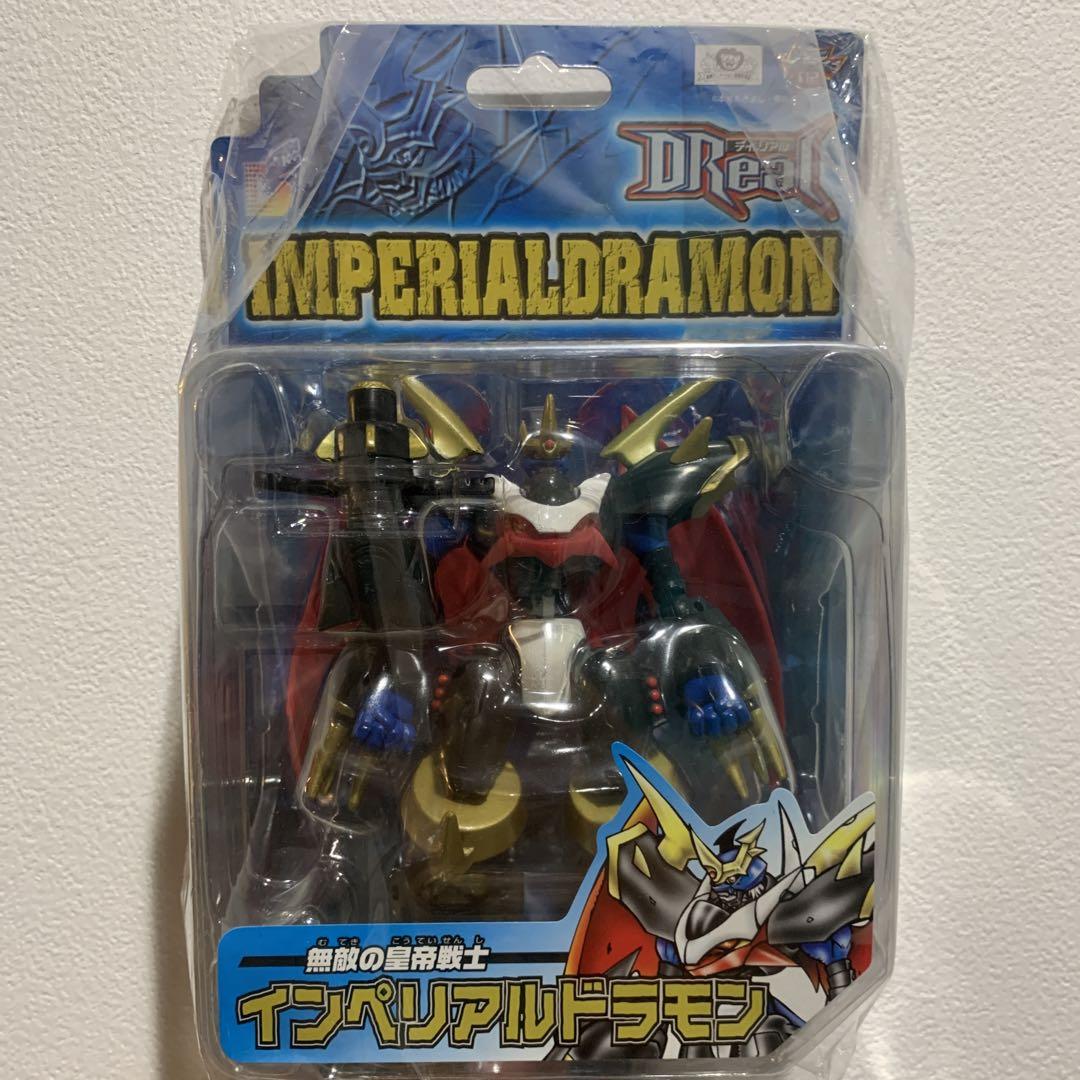 ディーリアル
DReal
IMPERIALDRAMON
むてき こうていせんし
無敵の皇帝戦士
インペリアルドラモン